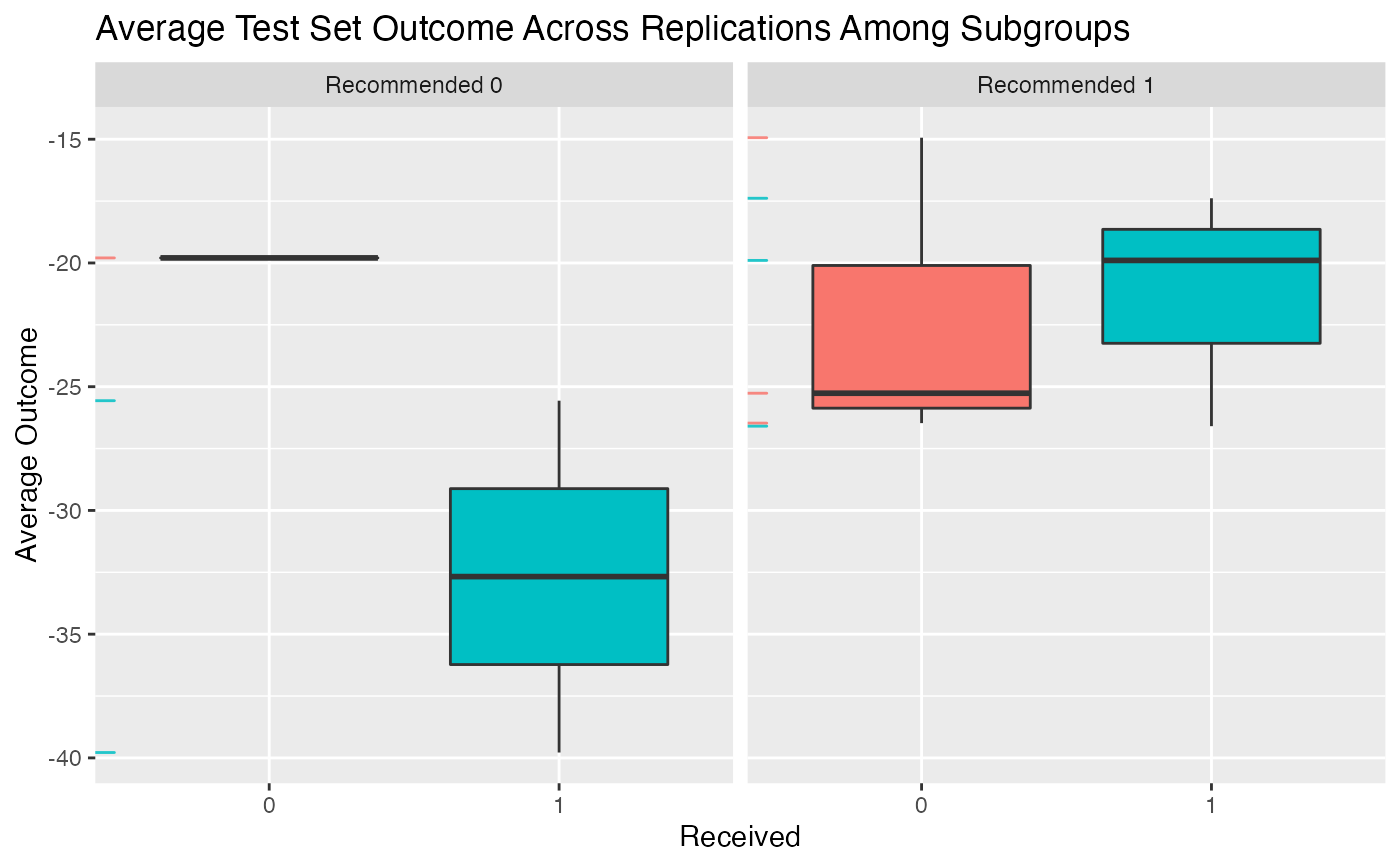 Average Test Set Outcome Across Replications Among Subgroups
Recommended 0
Recommended 1
Average Outcome
-15
-20
-25
-30
-35
-40
0
1
0
1
Received